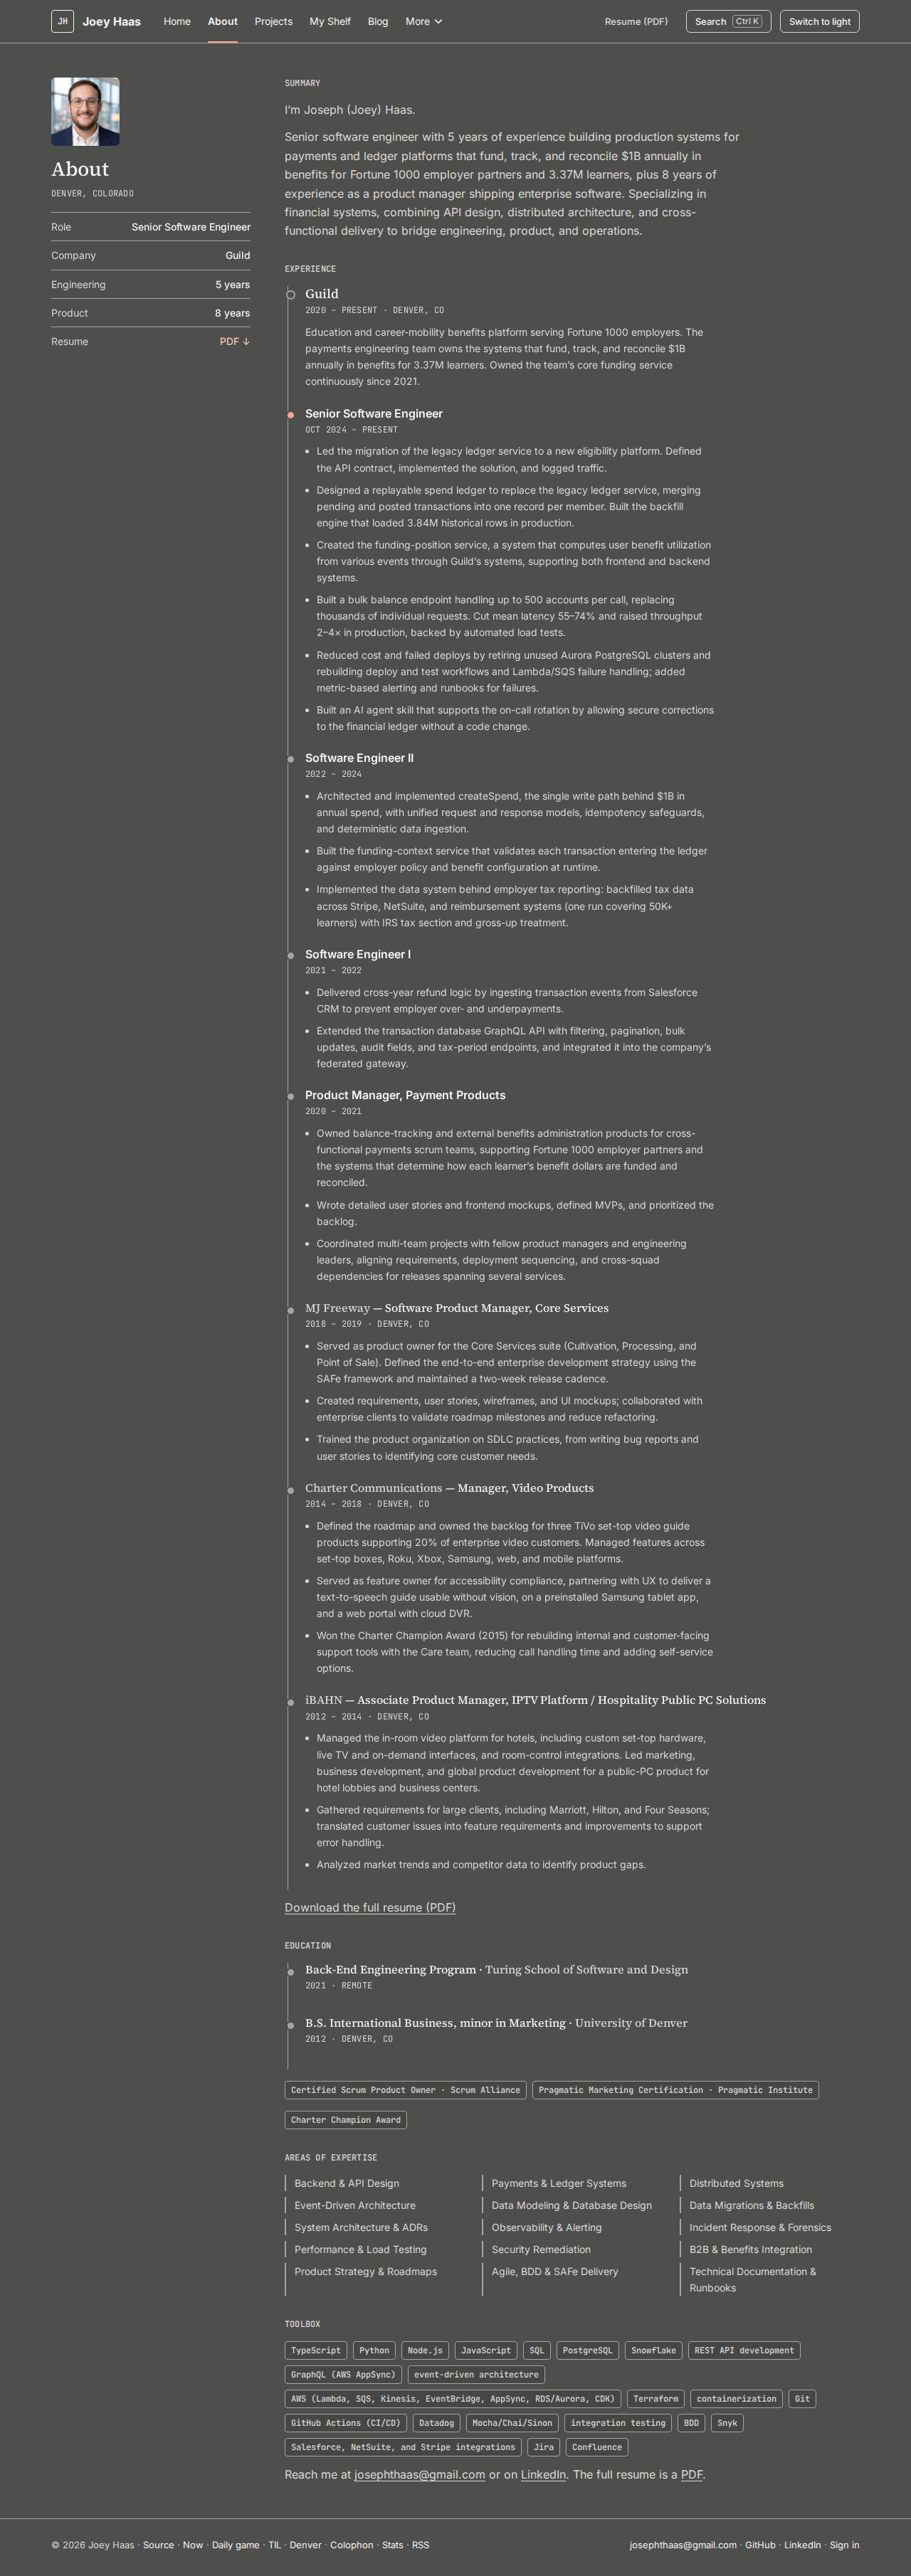 JH Joey Haas Home About Projects My Shelf Blog More Resume (PDF) Search Ctrl K Switch to light
About
DENVER, COLORADO
Role Senior Software Engineer
Company Guild
Engineering 5 years
Product 8 years
Resume PDF ↓
SUMMARY
I’m Joseph (Joey) Haas.
Senior software engineer with 5 years of experience building production systems for
payments and ledger platforms that fund, track, and reconcile $1B annually in
benefits for Fortune 1000 employer partners and 3.37M learners, plus 8 years of
experience as a product manager shipping enterprise software. Specializing in
financial systems, combining API design, distributed architecture, and cross-
functional delivery to bridge engineering, product, and operations.
EXPERIENCE
Guild
2020 – PRESENT · DENVER, CO
Education and career-mobility benefits platform serving Fortune 1000 employers. The
payments engineering team owns the systems that fund, track, and reconcile $1B
annually in benefits for 3.37M learners. Owned the team’s core funding service
continuously since 2021.
Senior Software Engineer
OCT 2024 – PRESENT
• Led the migration of the legacy ledger service to a new eligibility platform. Defined
the API contract, implemented the solution, and logged traffic.
• Designed a replayable spend ledger to replace the legacy ledger service, merging
pending and posted transactions into one record per member. Built the backfill
engine that loaded 3.84M historical rows in production.
• Created the funding-position service, a system that computes user benefit utilization
from various events through Guild’s systems, supporting both frontend and backend
systems.
• Built a bulk balance endpoint handling up to 500 accounts per call, replacing
thousands of individual requests. Cut mean latency 55–74% and raised throughput
2–4× in production, backed by automated load tests.
• Reduced cost and failed deploys by retiring unused Aurora PostgreSQL clusters and
rebuilding deploy and test workflows and Lambda/SQS failure handling; added
metric-based alerting and runbooks for failures.
• Built an AI agent skill that supports the on-call rotation by allowing secure corrections
to the financial ledger without a code change.
Software Engineer II
2022 – 2024
• Architected and implemented createSpend, the single write path behind $1B in
annual spend, with unified request and response models, idempotency safeguards,
and deterministic data ingestion.
• Built the funding-context service that validates each transaction entering the ledger
against employer policy and benefit configuration at runtime.
• Implemented the data system behind employer tax reporting: backfilled tax data
across Stripe, NetSuite, and reimbursement systems (one run covering 50K+
learners) with IRS tax section and gross-up treatment.
Software Engineer I
2021 – 2022
• Delivered cross-year refund logic by ingesting transaction events from Salesforce
CRM to prevent employer over- and underpayments.
• Extended the transaction database GraphQL API with filtering, pagination, bulk
updates, audit fields, and tax-period endpoints, and integrated it into the company’s
federated gateway.
Product Manager, Payment Products
2020 – 2021
• Owned balance-tracking and external benefits administration products for cross-
functional payments scrum teams, supporting Fortune 1000 employer partners and
the systems that determine how each learner’s benefit dollars are funded and
reconciled.
• Wrote detailed user stories and frontend mockups, defined MVPs, and prioritized the
backlog.
• Coordinated multi-team projects with fellow product managers and engineering
leaders, aligning requirements, deployment sequencing, and cross-squad
dependencies for releases spanning several services.
MJ Freeway — Software Product Manager, Core Services
2018 – 2019 · DENVER, CO
• Served as product owner for the Core Services suite (Cultivation, Processing, and
Point of Sale). Defined the end-to-end enterprise development strategy using the
SAFe framework and maintained a two-week release cadence.
• Created requirements, user stories, wireframes, and UI mockups; collaborated with
enterprise clients to validate roadmap milestones and reduce refactoring.
• Trained the product organization on SDLC practices, from writing bug reports and
user stories to identifying core customer needs.
Charter Communications — Manager, Video Products
2014 – 2018 · DENVER, CO
• Defined the roadmap and owned the backlog for three TiVo set-top video guide
products supporting 20% of enterprise video customers. Managed features across
set-top boxes, Roku, Xbox, Samsung, web, and mobile platforms.
• Served as feature owner for accessibility compliance, partnering with UX to deliver a
text-to-speech guide usable without vision, on a preinstalled Samsung tablet app,
and a web portal with cloud DVR.
• Won the Charter Champion Award (2015) for rebuilding internal and customer-facing
support tools with the Care team, reducing call handling time and adding self-service
options.
iBAHN — Associate Product Manager, IPTV Platform / Hospitality Public PC Solutions
2012 – 2014 · DENVER, CO
• Managed the in-room video platform for hotels, including custom set-top hardware,
live TV and on-demand interfaces, and room-control integrations. Led marketing,
business development, and global product development for a public-PC product for
hotel lobbies and business centers.
• Gathered requirements for large clients, including Marriott, Hilton, and Four Seasons;
translated customer issues into feature requirements and improvements to support
error handling.
• Analyzed market trends and competitor data to identify product gaps.
Download the full resume (PDF)
EDUCATION
Back-End Engineering Program · Turing School of Software and Design
2021 · REMOTE
B.S. International Business, minor in Marketing · University of Denver
2012 · DENVER, CO
Certified Scrum Product Owner · Scrum Alliance Pragmatic Marketing Certification · Pragmatic Institute
Charter Champion Award
AREAS OF EXPERTISE
Backend & API Design Payments & Ledger Systems Distributed Systems
Event-Driven Architecture Data Modeling & Database Design Data Migrations & Backfills
System Architecture & ADRs Observability & Alerting Incident Response & Forensics
Performance & Load Testing Security Remediation B2B & Benefits Integration
Product Strategy & Roadmaps Agile, BDD & SAFe Delivery Technical Documentation &
Runbooks
TOOLBOX
TypeScript Python Node.js JavaScript SQL PostgreSQL Snowflake REST API development
GraphQL (AWS AppSync) event-driven architecture
AWS (Lambda, SQS, Kinesis, EventBridge, AppSync, RDS/Aurora, CDK) Terraform containerization Git
GitHub Actions (CI/CD) Datadog Mocha/Chai/Sinon integration testing BDD Snyk
Salesforce, NetSuite, and Stripe integrations Jira Confluence
Reach me at josephthaas@gmail.com or on LinkedIn. The full resume is a PDF.
© 2026 Joey Haas · Source · Now · Daily game · TIL · Denver · Colophon · Stats · RSS josephthaas@gmail.com · GitHub · LinkedIn · Sign in